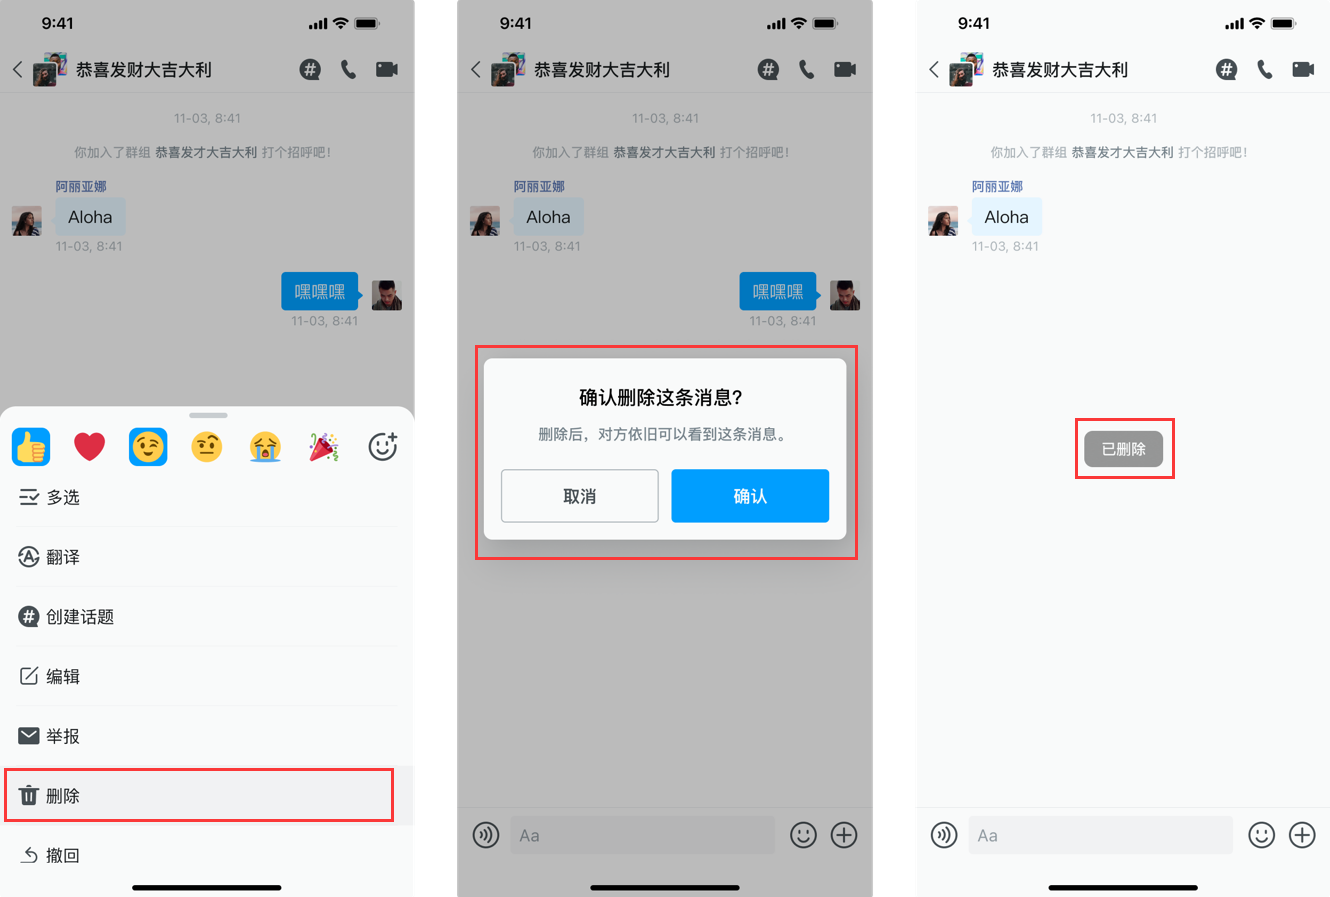 9:41
恭喜发财大吉大利
11-03, 8:41
你加入了群组 恭喜发才大吉大利 打个招呼吧!
阿丽亚娜
Aloha
11-03, 8:41
嘿嘿嘿
11-03, 8:41
多选
翻译
创建话题
编辑
举报
删除
撤回
9:41
恭喜发财大吉大利
11-03, 8:41
你加入了群组 恭喜发才大吉大利 打个招呼吧!
阿丽亚娜
Aloha
11-03, 8:41
嘿嘿嘿
11-03, 8:41
确认删除这条消息?
删除后，对方依旧可以看到这条消息。
取消
确认
Aa
9:41
恭喜发财大吉大利
11-03, 8:41
你加入了群组 恭喜发才大吉大利 打个招呼吧!
阿丽亚娜
Aloha
11-03, 8:41
已删除
Aa